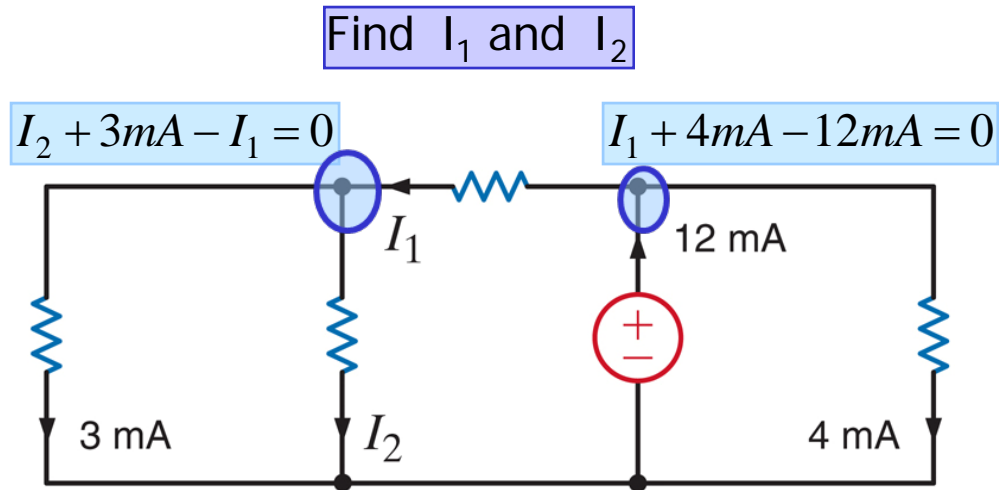 Find I₁ and I₂
I₂ + 3mA − I₁ = 0
I₁ + 4mA − 12mA = 0
I₁
12 mA
+
−
3 mA
I₂
4 mA